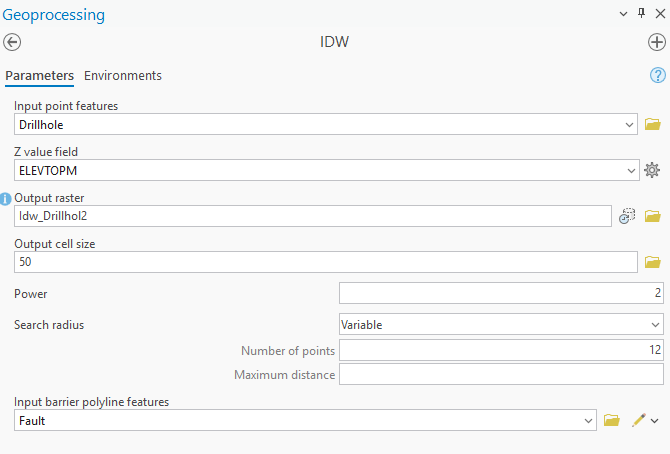 Geoprocessing
IDW
Parameters Environments
Input point features
Drillhole
Z value field
ELEVTOPM
Output raster
Idw_Drillhol2
Output cell size
50
Power 2
Search radius Variable
Number of points 12
Maximum distance
Input barrier polyline features
Fault